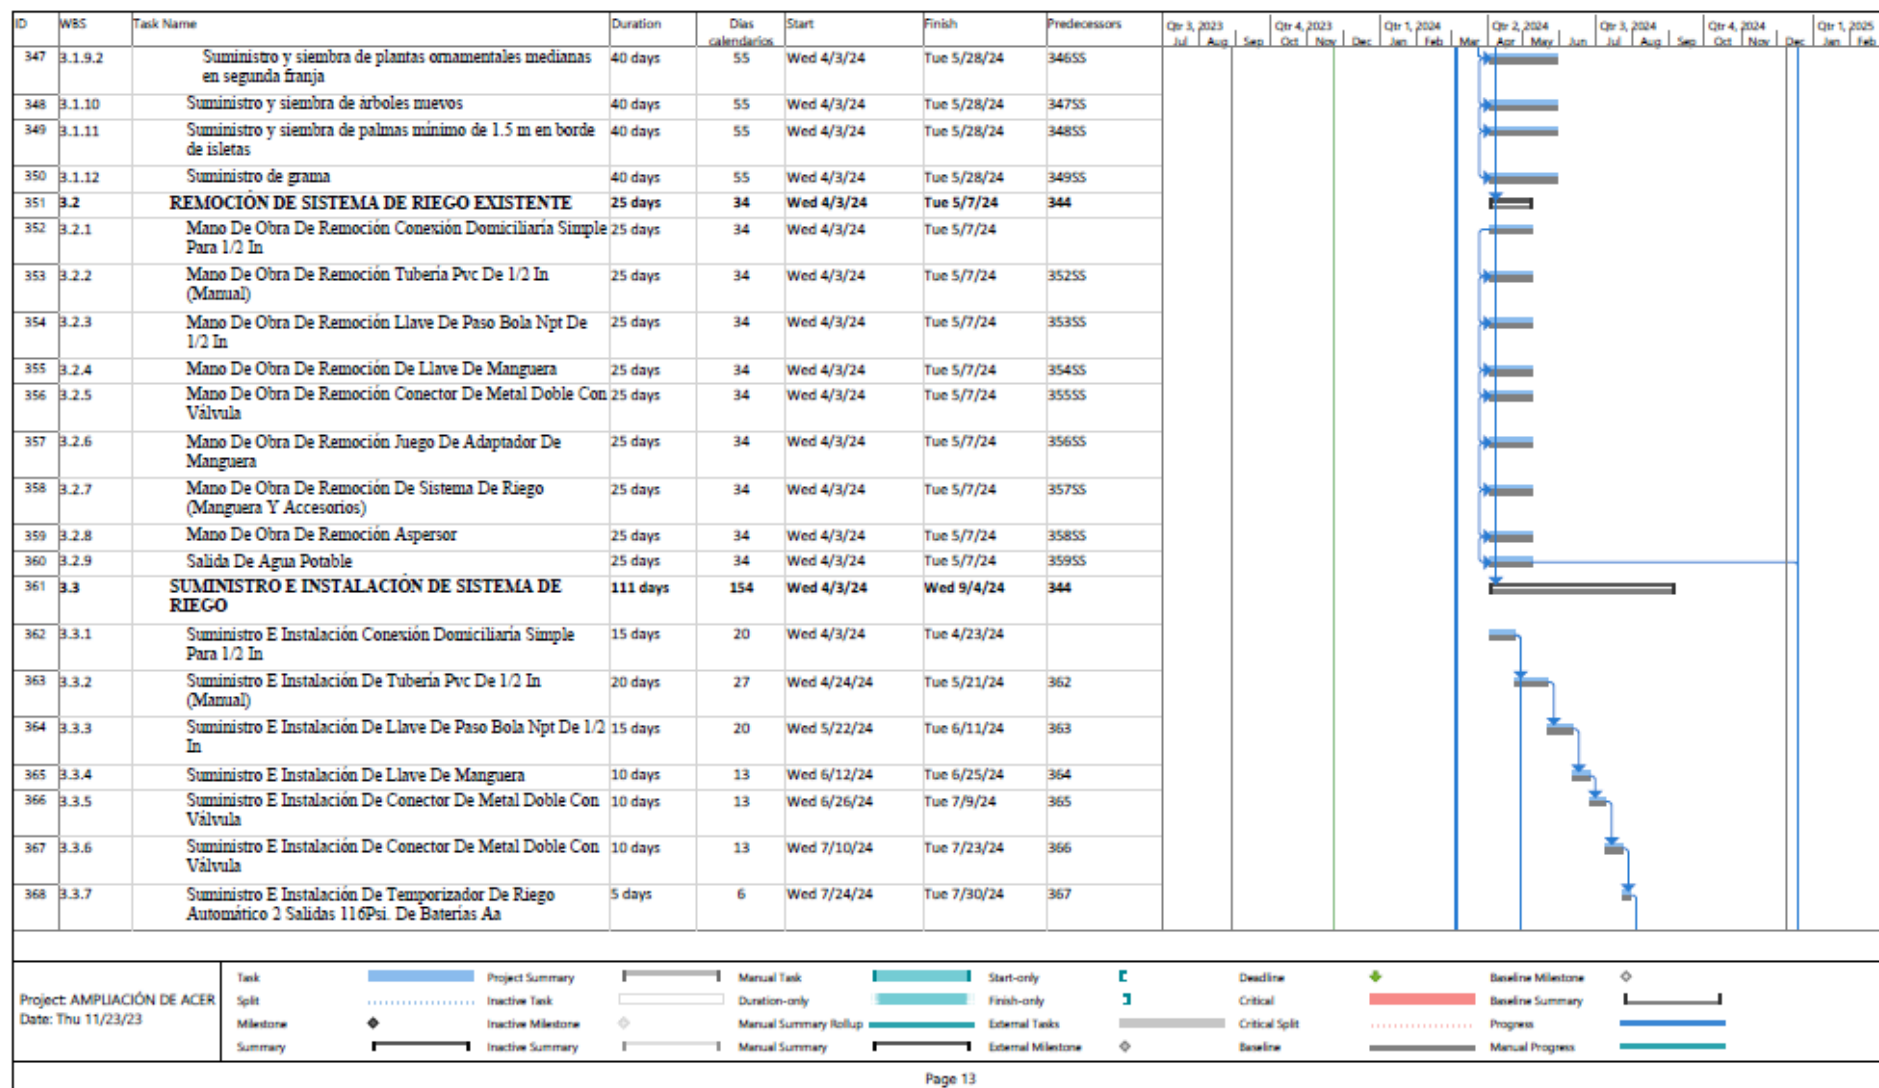 ID WBS Task Name Duration Dias calendarios Start Finish Predecessors Qtr 3, 2023 Qtr 4, 2023 Qtr 1, 2024 Qtr 2, 2024 Qtr 3, 2024 Qtr 4, 2024 Qtr 1, 2025
Jul Aug Sep Oct Nov Dec Jan Feb Mar Apr May Jun Jul Aug Sep Oct Nov Dec Jan Feb
347 3.1.9.2 Suministro y siembra de plantas ornamentales medianas 40 days 55 Wed 4/3/24 Tue 5/28/24 346SS
en segunda franja
348 3.1.10 Suministro y siembra de árboles nuevos 40 days 55 Wed 4/3/24 Tue 5/28/24 347SS
349 3.1.11 Suministro y siembra de palmas mínimo de 1.5 m en borde 40 days 55 Wed 4/3/24 Tue 5/28/24 348SS
de isletas
350 3.1.12 Suministro de grama 40 days 55 Wed 4/3/24 Tue 5/28/24 349SS
351 3.2 REMOCIÓN DE SISTEMA DE RIEGO EXISTENTE 25 days 34 Wed 4/3/24 Tue 5/7/24 344
352 3.2.1 Mano De Obra De Remoción Conexión Domiciliaría Simple 25 days 34 Wed 4/3/24 Tue 5/7/24
Para 1/2 In
353 3.2.2 Mano De Obra De Remoción Tubería Pvc De 1/2 In 25 days 34 Wed 4/3/24 Tue 5/7/24 352SS
(Manual)
354 3.2.3 Mano De Obra De Remoción Llave De Paso Bola Npt De 25 days 34 Wed 4/3/24 Tue 5/7/24 353SS
1/2 In
355 3.2.4 Mano De Obra De Remoción De Llave De Manguera 25 days 34 Wed 4/3/24 Tue 5/7/24 354SS
356 3.2.5 Mano De Obra De Remoción Conector De Metal Doble Con 25 days 34 Wed 4/3/24 Tue 5/7/24 355SS
Válvula
357 3.2.6 Mano De Obra De Remoción Juego De Adaptador De 25 days 34 Wed 4/3/24 Tue 5/7/24 356SS
Manguera
358 3.2.7 Mano De Obra De Remoción De Sistema De Riego 25 days 34 Wed 4/3/24 Tue 5/7/24 357SS
(Manguera Y Accesorios)
359 3.2.8 Mano De Obra De Remoción Aspersor 25 days 34 Wed 4/3/24 Tue 5/7/24 358SS
360 3.2.9 Salida De Agua Potable 25 days 34 Wed 4/3/24 Tue 5/7/24 359SS
361 3.3 SUMINISTRO E INSTALACIÓN DE SISTEMA DE 111 days 154 Wed 4/3/24 Wed 9/4/24 344
RIEGO
362 3.3.1 Suministro E Instalación Conexión Domiciliaría Simple 15 days 20 Wed 4/3/24 Tue 4/23/24
Para 1/2 In
363 3.3.2 Suministro E Instalación De Tubería Pvc De 1/2 In 20 days 27 Wed 4/24/24 Tue 5/21/24 362
(Manual)
364 3.3.3 Suministro E Instalación De Llave De Paso Bola Npt De 1/2 15 days 20 Wed 5/22/24 Tue 6/11/24 363
In
365 3.3.4 Suministro E Instalación De Llave De Manguera 10 days 13 Wed 6/12/24 Tue 6/25/24 364
366 3.3.5 Suministro E Instalación De Conector De Metal Doble Con 10 days 13 Wed 6/26/24 Tue 7/9/24 365
Válvula
367 3.3.6 Suministro E Instalación De Conector De Metal Doble Con 10 days 13 Wed 7/10/24 Tue 7/23/24 366
Válvula
368 3.3.7 Suministro E Instalación De Temporizador De Riego 5 days 6 Wed 7/24/24 Tue 7/30/24 367
Automático 2 Salidas 116Psi. De Baterías Aa
Project: AMPLIACIÓN DE ACER
Date: Thu 11/23/23
Task Project Summary Manual Task Start-only Deadline Baseline Milestone
Split Inactive Task Duration-only Finish-only Critical Baseline Summary
Milestone Inactive Milestone Manual Summary Rollup External Tasks Critical Split Progress
Summary Inactive Summary Manual Summary External Milestone Baseline Manual Progress
Page 13